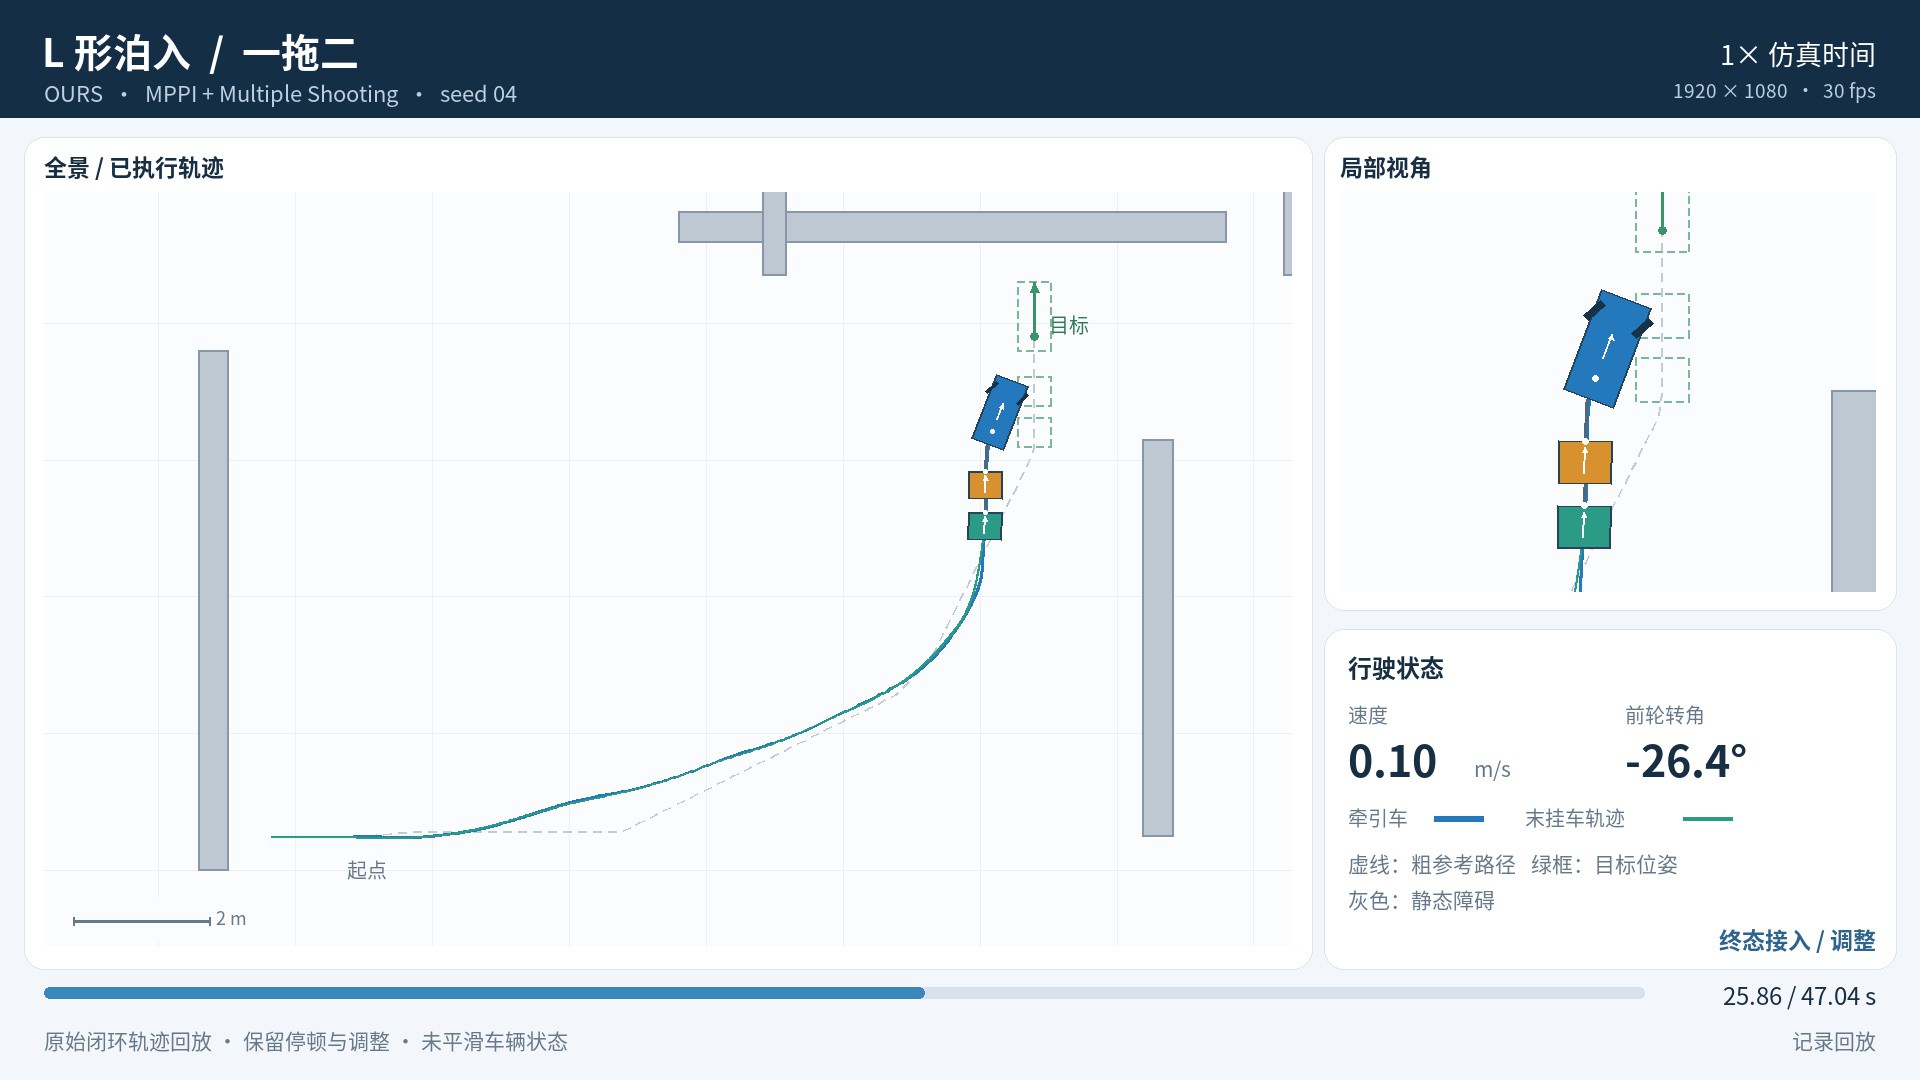 L 形泊入 / 一拖二
OURS • MPPI + Multiple Shooting • seed 04
1× 仿真时间
1920 × 1080 • 30 fps
全景 / 已执行轨迹
目标
起点
2 m
局部视角
行驶状态
速度
前轮转角
0.10 m/s
-26.4°
牵引车
末挂车轨迹
虚线：粗参考路径 绿框：目标位姿
灰色：静态障碍
终态接入 / 调整
25.86 / 47.04 s
原始闭环轨迹回放 • 保留停顿与调整 • 未平滑车辆状态
记录回放